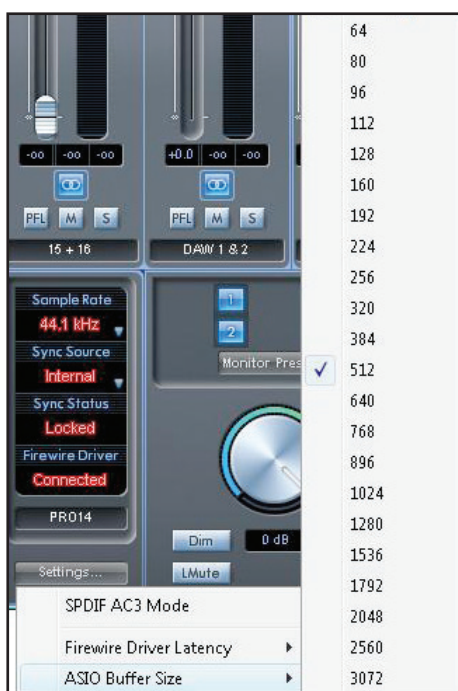 -oo -oo -oo
+0.0 -oo -oo
PFL M S
PFL M S
15 + 16
DAW 1 & 2
Sample Rate
44.1 kHz
Sync Source
Internal
Sync Status
Locked
Firewire Driver
Connected
PRO14
Settings...
1
2
Monitor Pres
Dim
0 dB
LMute
SPDIF AC3 Mode
Firewire Driver Latency
ASIO Buffer Size
64
80
96
112
128
160
192
224
256
320
384
512
640
768
896
1024
1280
1536
1792
2048
2560
3072